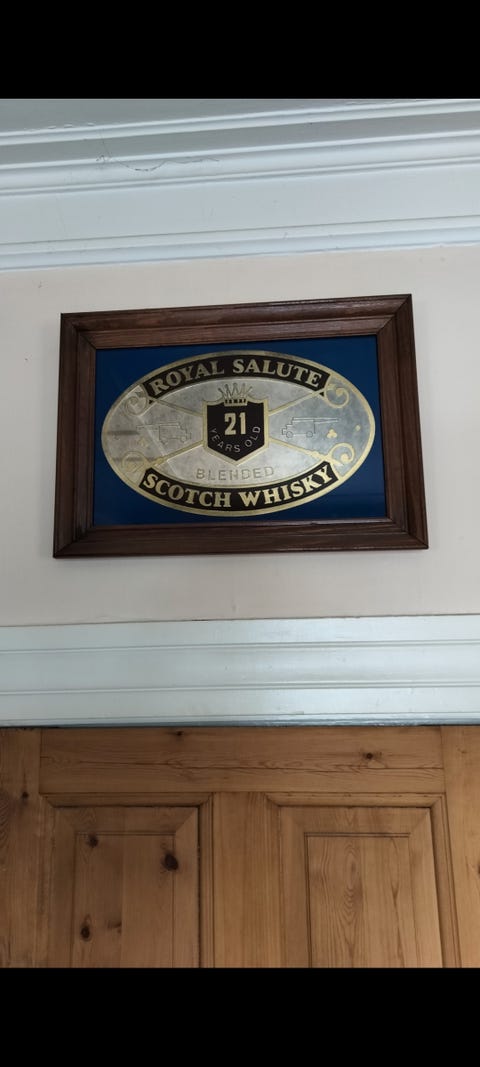 ROYAL SALUTE
21
YEARS OLD
BLENDED
SCOTCH WHISKY